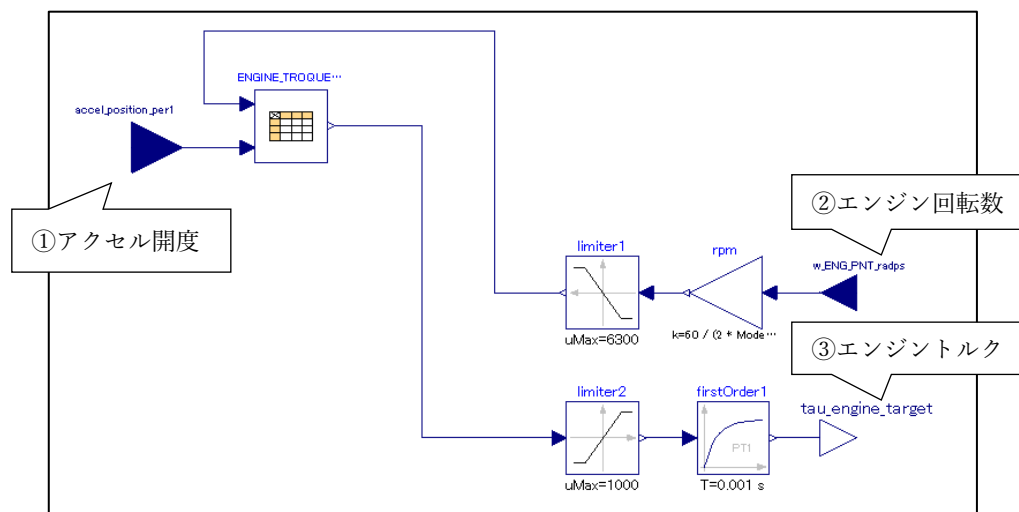 ENGINE_TROQUE…
accel_position_per1
①アクセル開度
②エンジン回転数
limiter1
rpm
w_ENG_PNT_radps
uMax=6300
k=60 / (2 * Mode…
③エンジントルク
limiter2
firstOrder1
tau_engine_target
PT1
uMax=1000
T=0.001 s